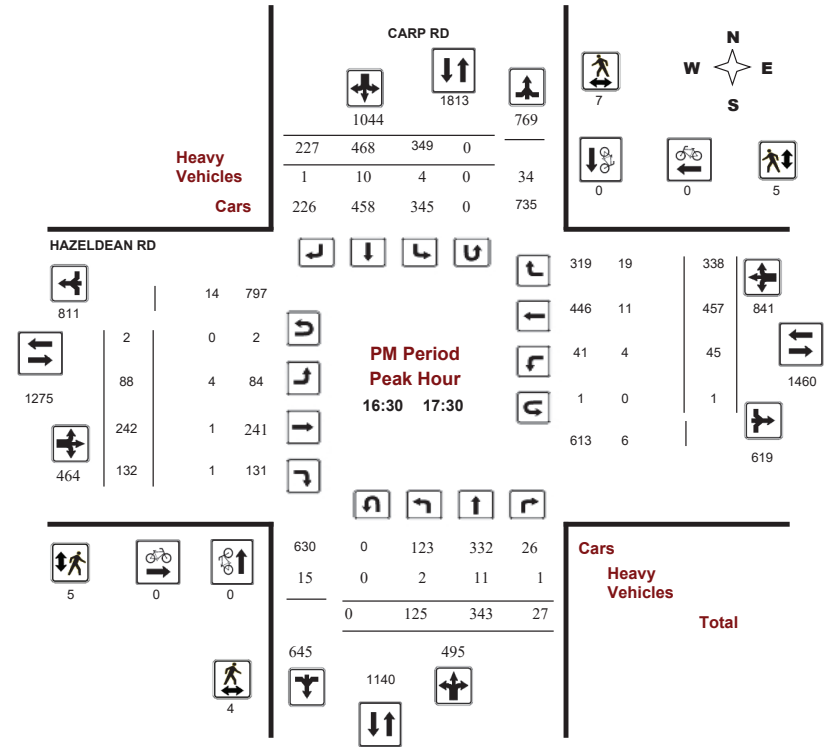 CARP RD
N
W E
S
1813
7
1044 769
227 468 349 0
Heavy
Vehicles
1 10 4 0 34
Cars
226 458 345 0 735
0 0 5
HAZELDEAN RD
811
14 797
319 19 338
841
2 0 2
446 11 457
1275
88 4 84
PM Period
Peak Hour
16:30 17:30
41 4 45
1460
242 1 241
1 0 1
464
132 1 131
613 6
619
630 0 123 332 26
Cars
15 0 2 11 1
Heavy
Vehicles
0 125 343 27
Total
5 0 0
645 495
1140
4